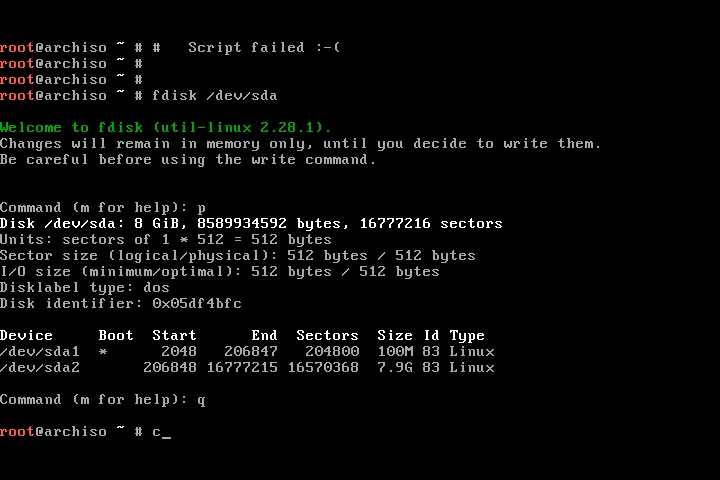 root@archiso ~ # #   Script failed :-(
root@archiso ~ #
root@archiso ~ #
root@archiso ~ # fdisk /dev/sda
Welcome to fdisk (util-linux 2.28.1).
Changes will remain in memory only, until you decide to write them.
Be careful before using the write command.
Command (m for help): p
Disk /dev/sda: 8 GiB, 8589934592 bytes, 16777216 sectors
Units: sectors of 1 * 512 = 512 bytes
Sector size (logical/physical): 512 bytes / 512 bytes
I/O size (minimum/optimal): 512 bytes / 512 bytes
Disklabel type: dos
Disk identifier: 0x05df4bfc
Device     Boot  Start      End  Sectors  Size Id Type
/dev/sda1  *      2048   206847   204800  100M 83 Linux
/dev/sda2       206848 16777215 16570368  7.9G 83 Linux
Command (m for help): q
root@archiso ~ # c_